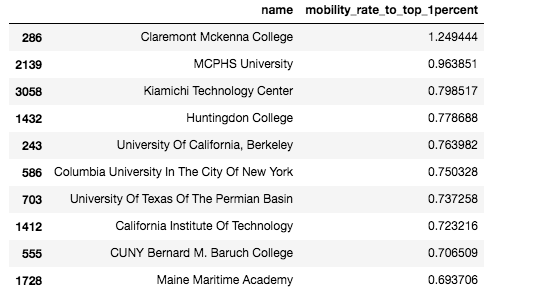 name mobility_rate_to_top_1percent
286 Claremont Mckenna College 1.249444
2139 MCPHS University 0.963851
3058 Kiamichi Technology Center 0.798517
1432 Huntingdon College 0.778688
243 University Of California, Berkeley 0.763982
586 Columbia University In The City Of New York 0.750328
703 University Of Texas Of The Permian Basin 0.737258
1412 California Institute Of Technology 0.723216
555 CUNY Bernard M. Baruch College 0.706509
1728 Maine Maritime Academy 0.693706